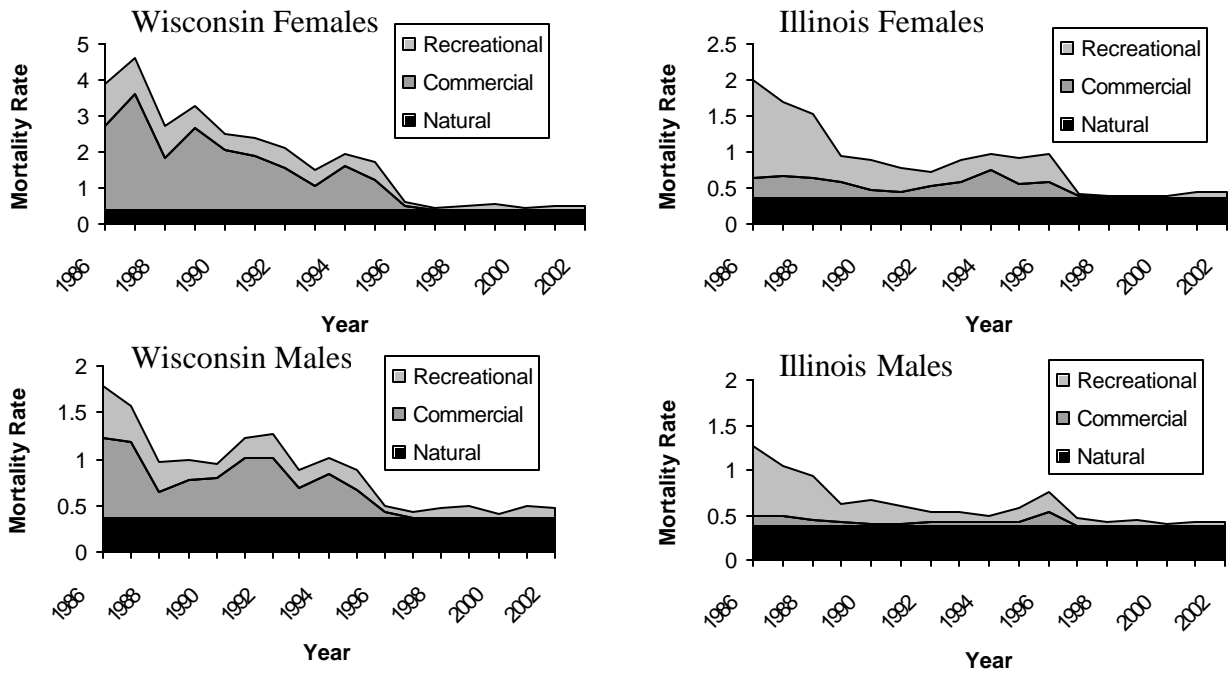 Wisconsin Females
Mortality Rate
5
4
3
2
1
0
Recreational
Commercial
Natural
1986
1988
1990
1992
1994
1996
1998
2000
2002
Year
Illinois Females
Mortality Rate
2.5
2
1.5
1
0.5
0
Recreational
Commercial
Natural
1986
1988
1990
1992
1994
1996
1998
2000
2002
Year
Wisconsin Males
Mortality Rate
2
1.5
1
0.5
0
Recreational
Commercial
Natural
1986
1988
1990
1992
1994
1996
1998
2000
2002
Year
Illinois Males
Mortality Rate
2
1.5
1
0.5
0
Recreational
Commercial
Natural
1986
1988
1990
1992
1994
1996
1998
2000
2002
Year